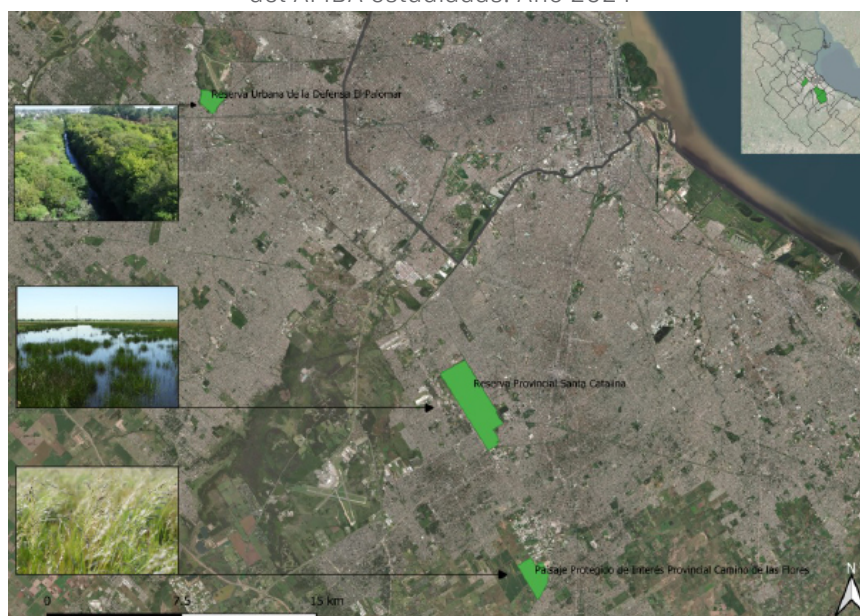 del AMBA estudiadas. Año 2024
Reserva Urbana de la Defensa El Palomar
Reserva Provincial Santa Catalina
Paisaje Protegido de Interés Provincial Camino de las Flores
0 7.5 15 km
N